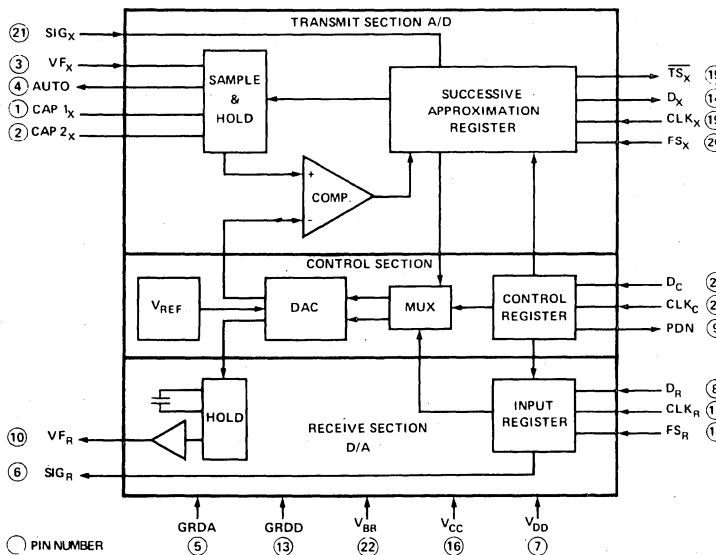 TRANSMIT SECTION A/D
21 SIGX
3 VFX
4 AUTO
1 CAP 1X
2 CAP 2X
SAMPLE
&
HOLD
SUCCESSIVE
APPROXIMATION
REGISTER
TSX
DX
CLKX
FSX
+
COMP.
-
CONTROL SECTION
VREF
DAC
MUX
CONTROL
REGISTER
DC
CLKC
PDN
HOLD
RECEIVE SECTION
D/A
INPUT
REGISTER
DR
CLKR
FSR
10 VFR
6 SIGR
GRDA
5
GRDD
13
VBR
22
VCC
16
VDD
7
PIN NUMBER